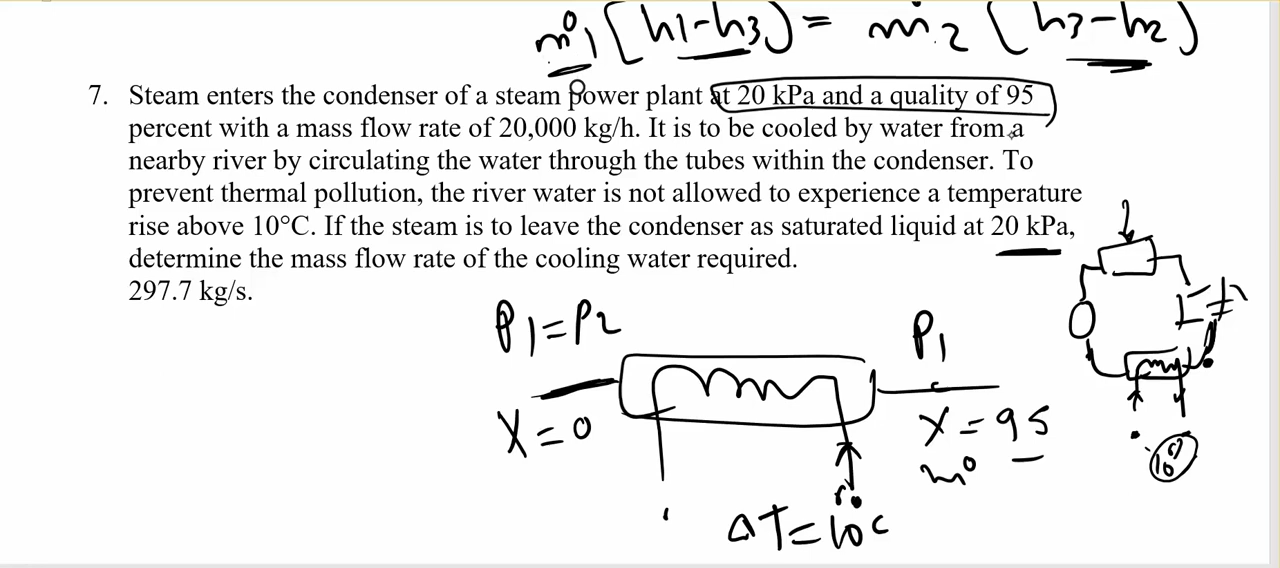 ṁ1 [h1-h3) = ṁ2 (h3-h2)
7. Steam enters the condenser of a steam power plant at 20 kPa and a quality of 95
percent with a mass flow rate of 20,000 kg/h. It is to be cooled by water from a
nearby river by circulating the water through the tubes within the condenser. To
prevent thermal pollution, the river water is not allowed to experience a temperature
rise above 10°C. If the steam is to leave the condenser as saturated liquid at 20 kPa,
determine the mass flow rate of the cooling water required.
297.7 kg/s.
P1=P2
P1
X=0
X=95
m°
ΔT=10c